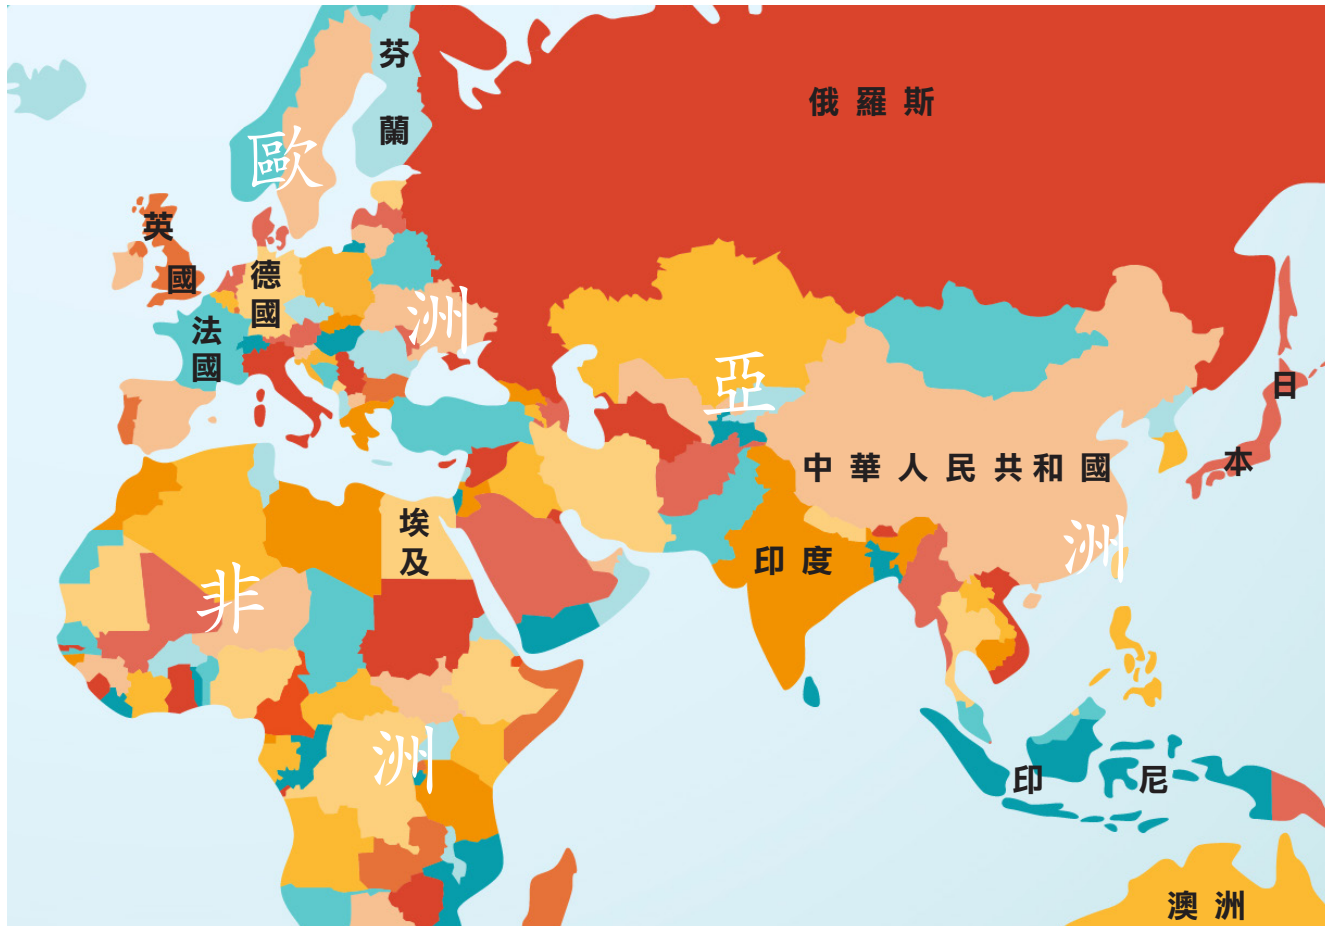 芬蘭
俄羅斯
歐洲
英國
德國
法國
日本
亞洲
中華人民共和國
埃及
印度
非洲
印尼
澳洲